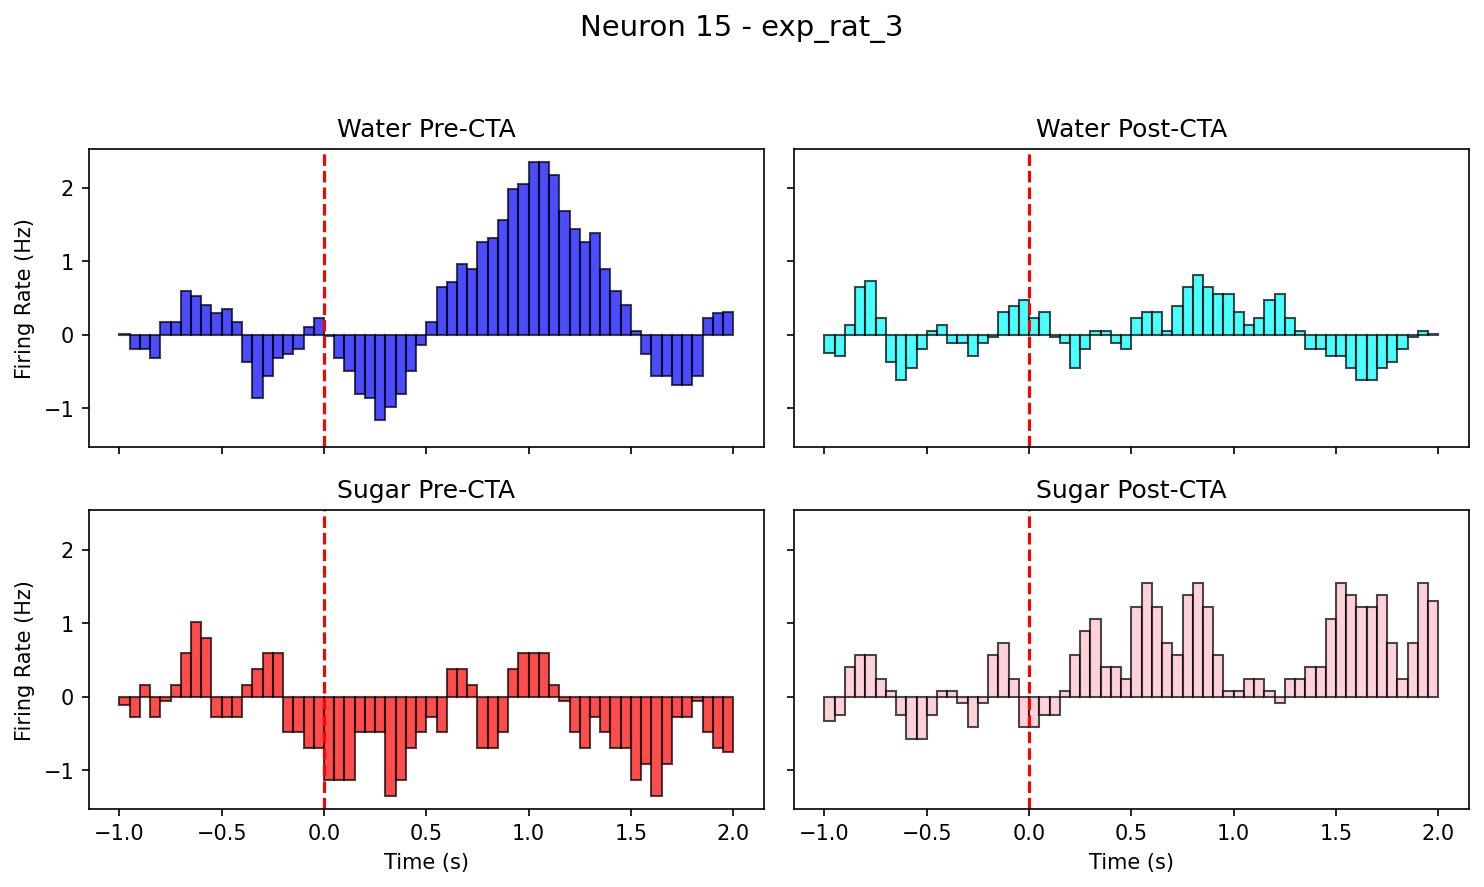 Neuron 15 - exp_rat_3
Water Pre-CTA
Water Post-CTA
Firing Rate (Hz)
2
1
0
−1
Sugar Pre-CTA
Sugar Post-CTA
Firing Rate (Hz)
2
1
0
−1
−1.0 −0.5 0.0 0.5 1.0 1.5 2.0
−1.0 −0.5 0.0 0.5 1.0 1.5 2.0
Time (s)
Time (s)